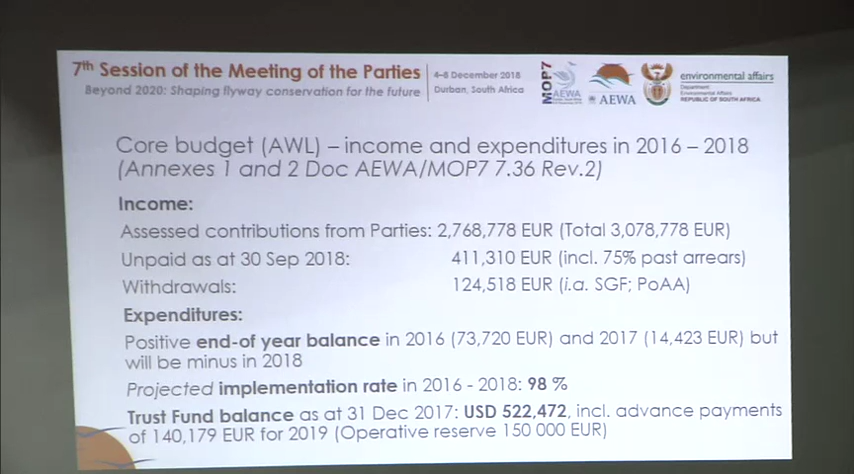 7th Session of the Meeting of the Parties
Beyond 2020: Shaping flyway conservation for the future
4–8 December 2018
Durban, South Africa
MOP7
AEWA
AEWA
environmental affairs
Department:
Environmental Affairs
REPUBLIC OF SOUTH AFRICA
Core budget (AWL) – income and expenditures in 2016 – 2018
(Annexes 1 and 2 Doc AEWA/MOP7 7.36 Rev.2)
Income:
Assessed contributions from Parties: 2,768,778 EUR (Total 3,078,778 EUR)
Unpaid as at 30 Sep 2018: 411,310 EUR (incl. 75% past arrears)
Withdrawals: 124,518 EUR (i.a. SGF; PoAA)
Expenditures:
Positive end-of year balance in 2016 (73,720 EUR) and 2017 (14,423 EUR) but
will be minus in 2018
Projected implementation rate in 2016 - 2018: 98 %
Trust Fund balance as at 31 Dec 2017: USD 522,472, incl. advance payments
of 140,179 EUR for 2019 (Operative reserve 150 000 EUR)